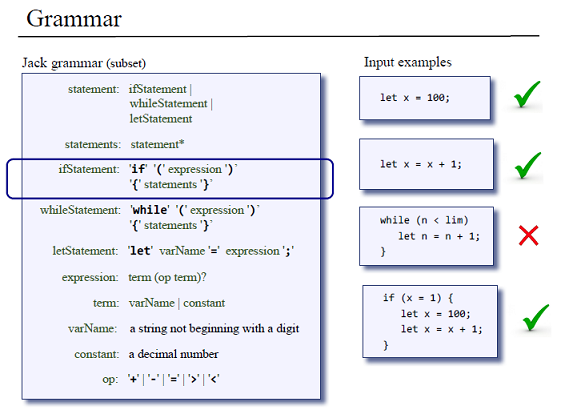 Grammar
Jack grammar (subset)
statement: ifStatement |
whileStatement |
letStatement
statements: statement*
ifStatement: 'if' '(' expression ')'
'{' statements '}'
whileStatement: 'while' '(' expression ')'
'{' statements '}'
letStatement: 'let' varName '=' expression ';'
expression: term (op term)?
term: varName | constant
varName: a string not beginning with a digit
constant: a decimal number
op: '+' | '-' | '=' | '>' | '<'
Input examples
let x = 100;
let x = x + 1;
while (n < lim)
let n = n + 1;
}
if (x = 1) {
let x = 100;
let x = x + 1;
}